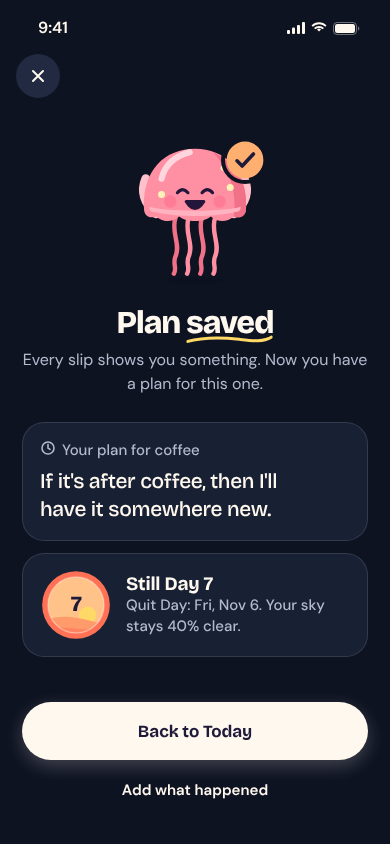 9:41
Plan saved
Every slip shows you something. Now you have
a plan for this one.
Your plan for coffee
If it's after coffee, then I'll
have it somewhere new.
7
Still Day 7
Quit Day: Fri, Nov 6. Your sky
stays 40% clear.
Back to Today
Add what happened